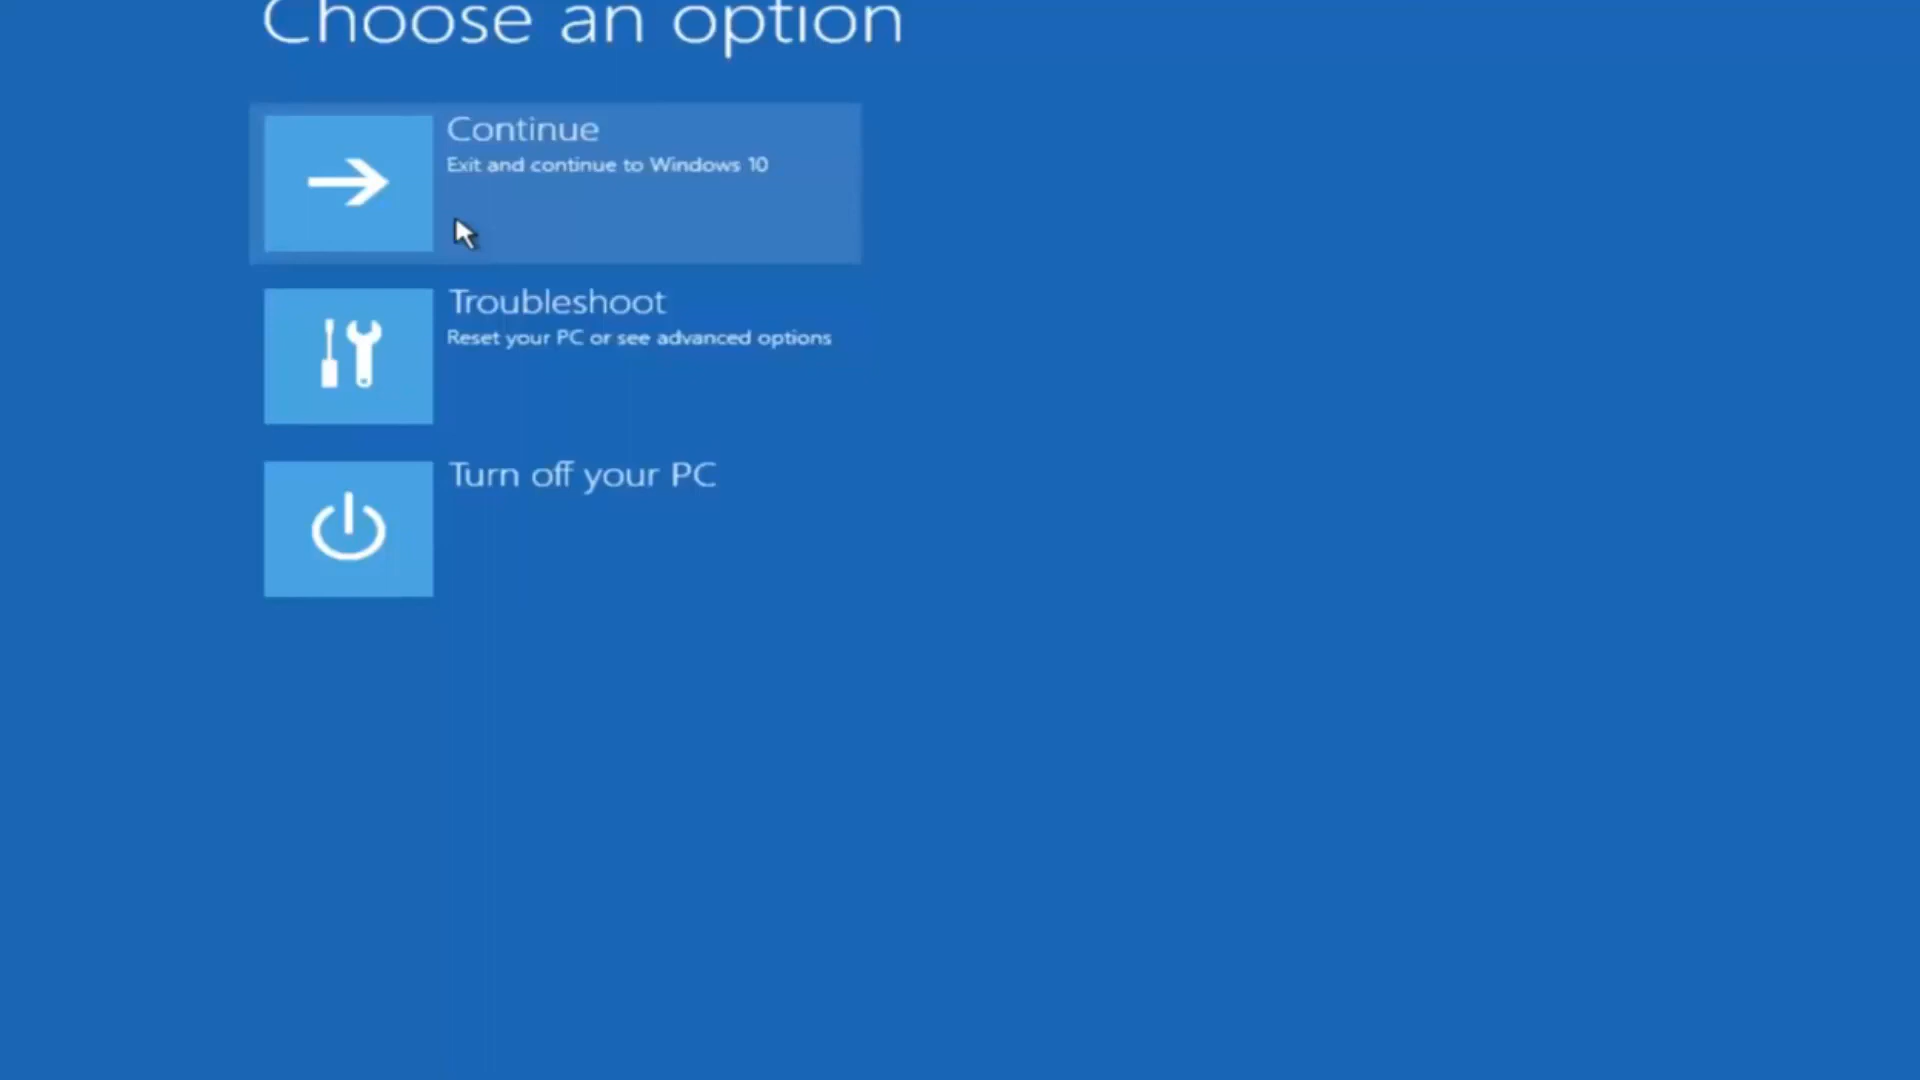 Choose an option
Continue
Exit and continue to Windows 10
Troubleshoot
Reset your PC or see advanced options
Turn off your PC